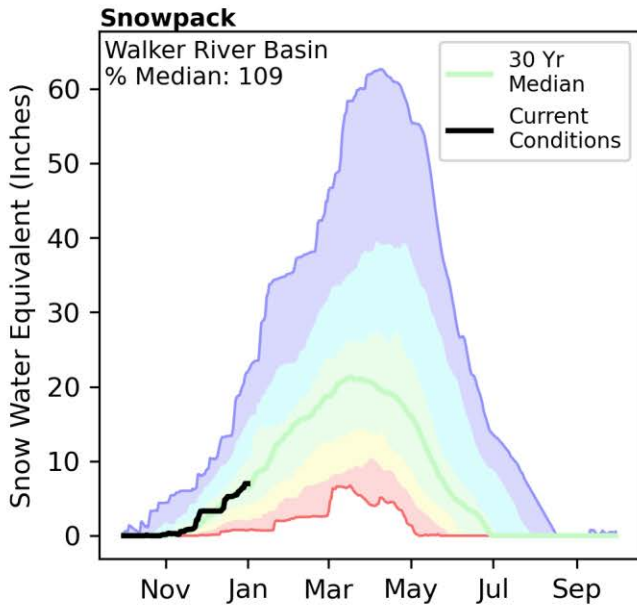 Snowpack
Walker River Basin
% Median: 109
30 Yr
Median
Current
Conditions
Snow Water Equivalent (Inches)
60
50
40
30
20
10
0
Nov
Jan
Mar
May
Jul
Sep